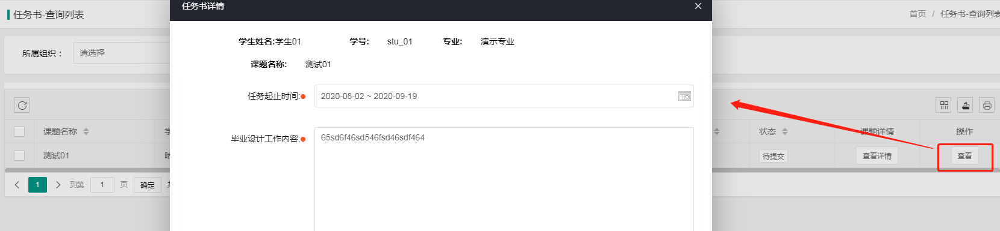 任务书详情
任务书-查询列表
首页 / 任务书-查询列表
学生姓名:学生01 学号: stu_01 专业: 演示专业
所属组织： 请选择
课题名称: 测试01
任务起止时间: 2020-08-02 ~ 2020-09-19
课题名称 状态 课题详情 操作
毕业设计工作内容: 65sd6f46sd546fsd46sdf464
测试01 待提交 查看详情 查看
1 到第 1 页 确定